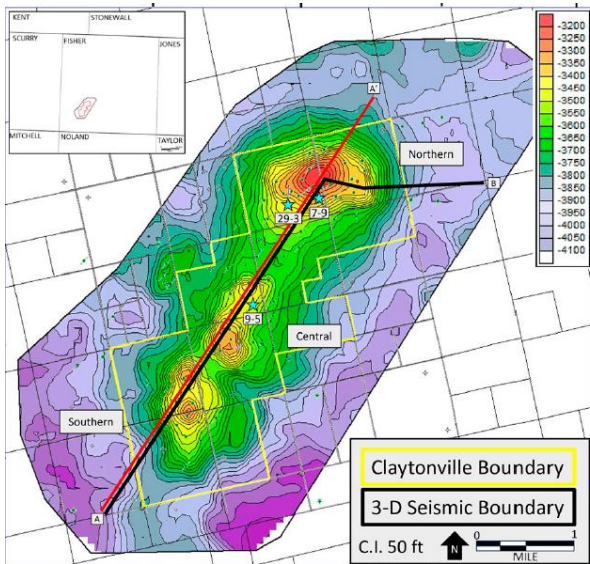 KENT
STONEWALL
SCURRY
FISHER
JONES
MITCHELL
NOLAND
TAYLOR
A'
Northern
B
29-3
7-9
9-5
Central
Southern
A
-3200
-3250
-3300
-3350
-3400
-3450
-3500
-3550
-3600
-3650
-3700
-3750
-3800
-3850
-3900
-3950
-4000
-4050
-4100
Claytonville Boundary
3-D Seismic Boundary
C.I. 50 ft
N
0
1
MILE